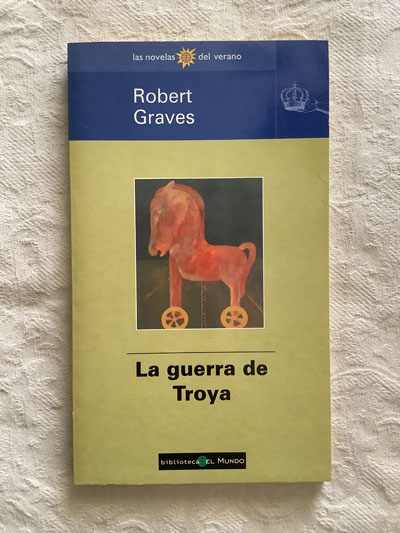 las novelas del verano
Robert
Graves
La guerra de
Troya
biblioteca EL MUNDO